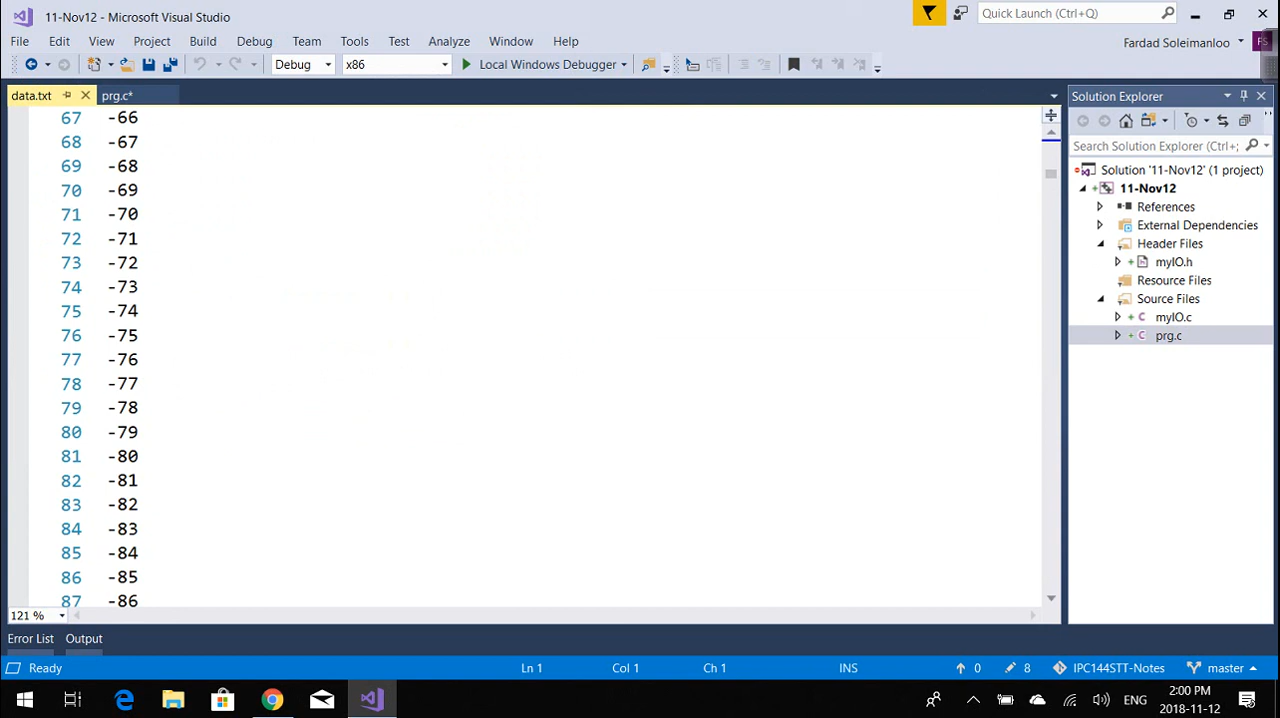 11-Nov12 - Microsoft Visual Studio
Quick Launch (Ctrl+Q)
File Edit View Project Build Debug Team Tools Test Analyze Window Help
Fardad Soleimanloo FS
Debug x86 Local Windows Debugger
data.txt prg.c*
Solution Explorer
Search Solution Explorer (Ctrl+;
Solution '11-Nov12' (1 project)
11-Nov12
References
External Dependencies
Header Files
myIO.h
Resource Files
Source Files
myIO.c
prg.c
67 -66
68 -67
69 -68
70 -69
71 -70
72 -71
73 -72
74 -73
75 -74
76 -75
77 -76
78 -77
79 -78
80 -79
81 -80
82 -81
83 -82
84 -83
85 -84
86 -85
87 -86
121 %
Error List Output
Ready Ln 1 Col 1 Ch 1 INS 0 8 IPC144STT-Notes master
ENG
2:00 PM
2018-11-12